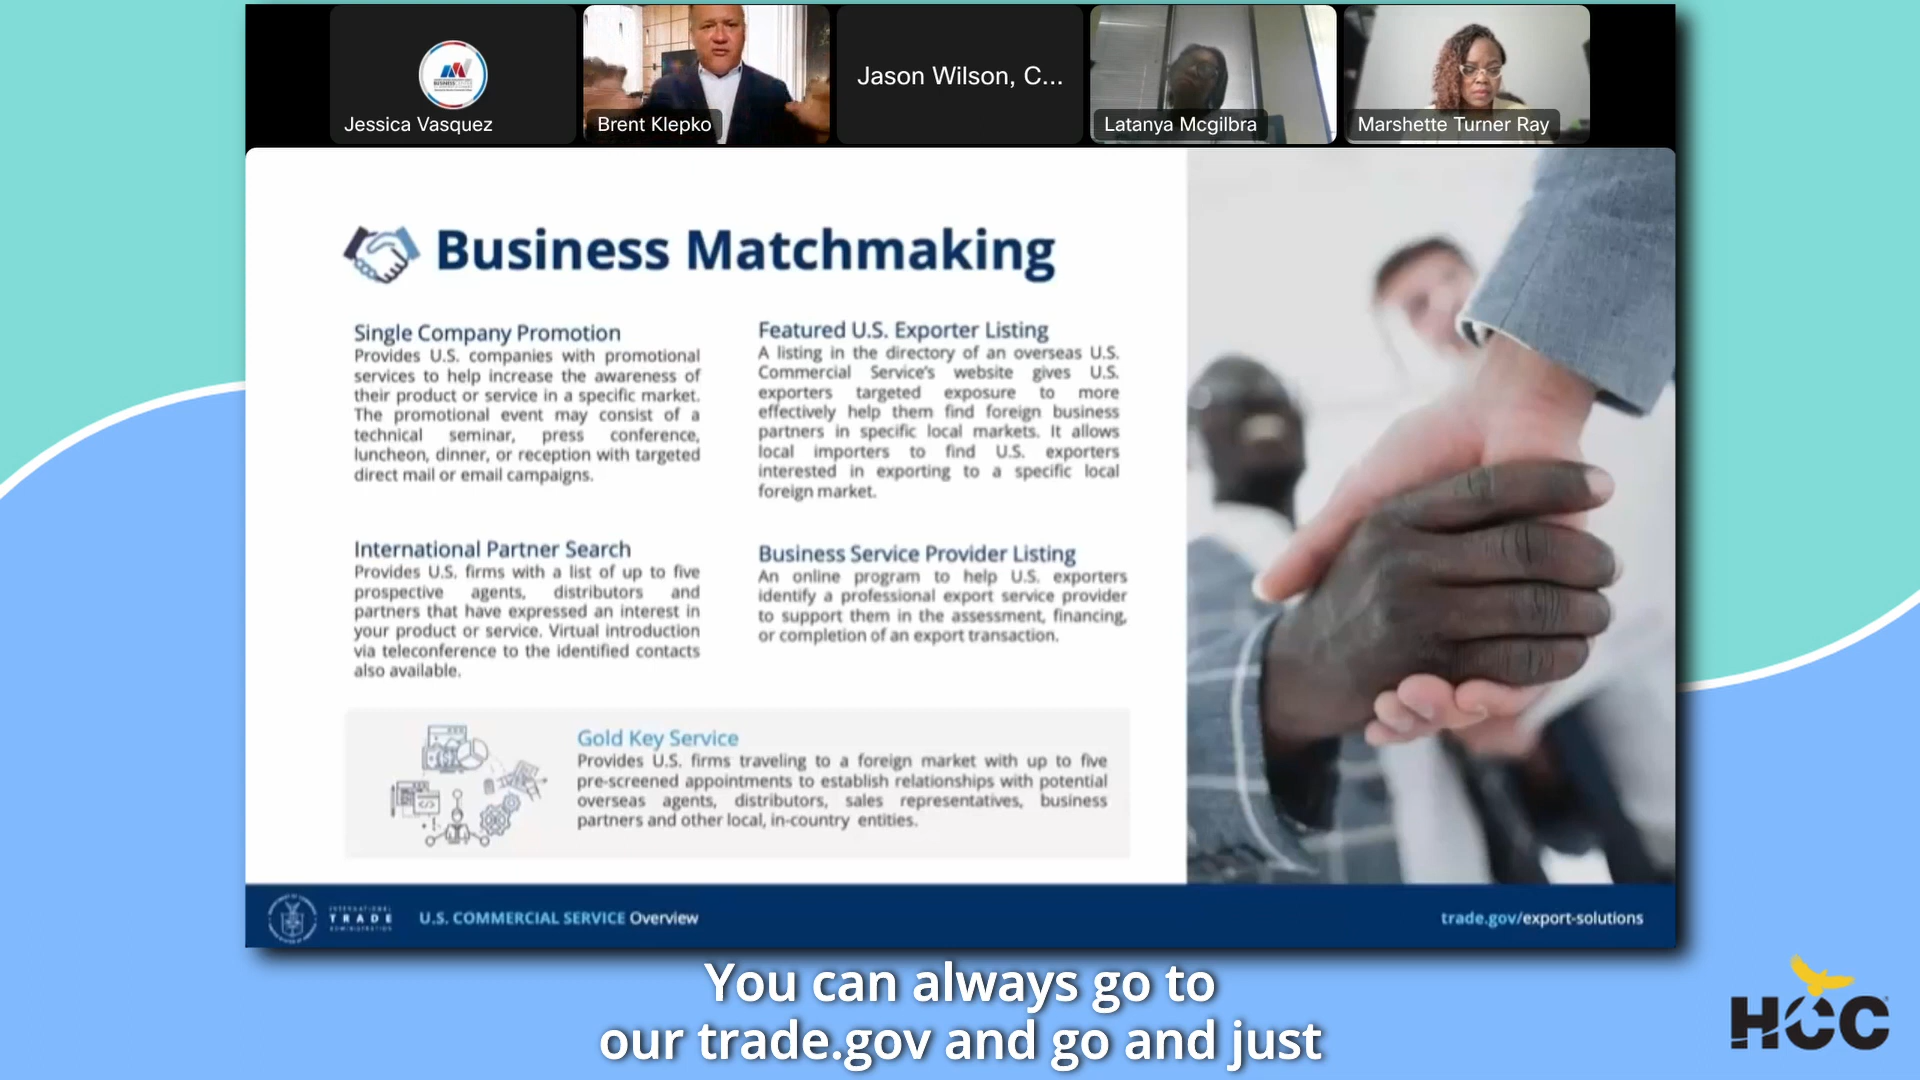 Jessica Vasquez
Brent Klepko
Jason Wilson, C...
Latanya Mcgilbra
Marshette Turner Ray
Business Matchmaking
Single Company Promotion
Provides U.S. companies with promotional
services to help increase the awareness of
their product or service in a specific market.
The promotional event may consist of a
technical seminar, press conference,
luncheon, dinner, or reception with targeted
direct mail or email campaigns.
Featured U.S. Exporter Listing
A listing in the directory of an overseas U.S.
Commercial Service's website gives U.S.
exporters targeted exposure to more
effectively help them find foreign business
partners in specific local markets. It allows
local importers to find U.S. exporters
interested in exporting to a specific local
foreign market.
International Partner Search
Provides U.S. firms with a list of up to five
prospective agents, distributors and
partners that have expressed an interest in
your product or service. Virtual introduction
via teleconference to the identified contacts
also available.
Business Service Provider Listing
An online program to help U.S. exporters
identify a professional export service provider
to support them in the assessment, financing,
or completion of an export transaction.
Gold Key Service
Provides U.S. firms traveling to a foreign market with up to five
pre-screened appointments to establish relationships with potential
overseas agents, distributors, sales representatives, business
partners and other local, in-country entities.
INTERNATIONAL
TRADE
ADMINISTRATION
U.S. COMMERCIAL SERVICE Overview
trade.gov/export-solutions
You can always go to
our trade.gov and go and just
HCC